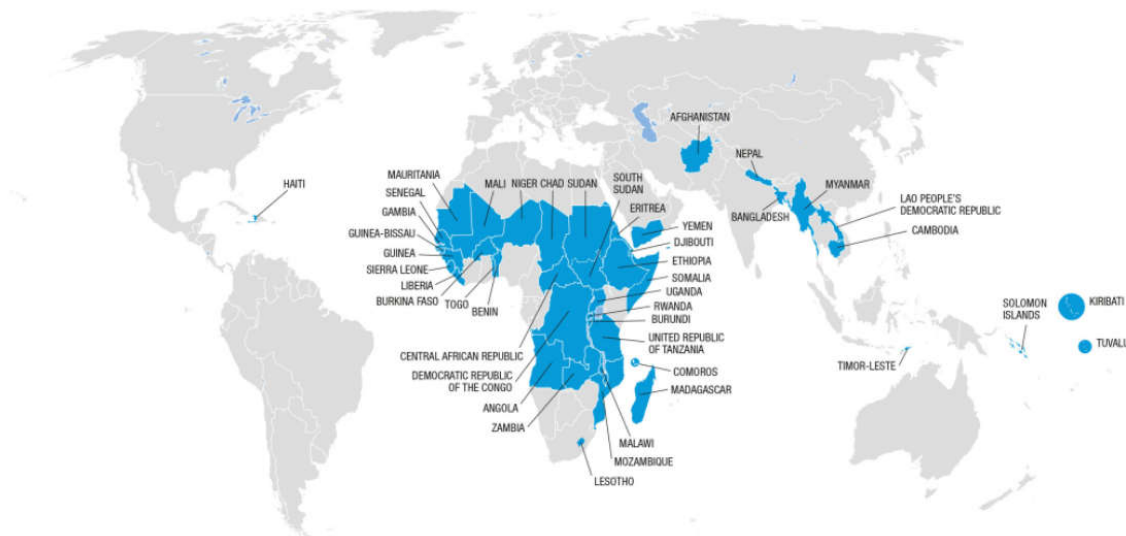 HAITI
MAURITANIA
SENEGAL
GAMBIA
GUINEA-BISSAU
GUINEA
SIERRA LEONE
LIBERIA
BURKINA FASO
TOGO
BENIN
MALI
NIGER
CHAD
SUDAN
SOUTH
SUDAN
ERITREA
YEMEN
DJIBOUTI
ETHIOPIA
SOMALIA
UGANDA
RWANDA
BURUNDI
UNITED REPUBLIC
OF TANZANIA
COMOROS
MADAGASCAR
CENTRAL AFRICAN REPUBLIC
DEMOCRATIC REPUBLIC
OF THE CONGO
ANGOLA
ZAMBIA
MALAWI
MOZAMBIQUE
LESOTHO
AFGHANISTAN
NEPAL
BANGLADESH
MYANMAR
LAO PEOPLE'S
DEMOCRATIC REPUBLIC
CAMBODIA
TIMOR-LESTE
SOLOMON
ISLANDS
KIRIBATI
TUVALU